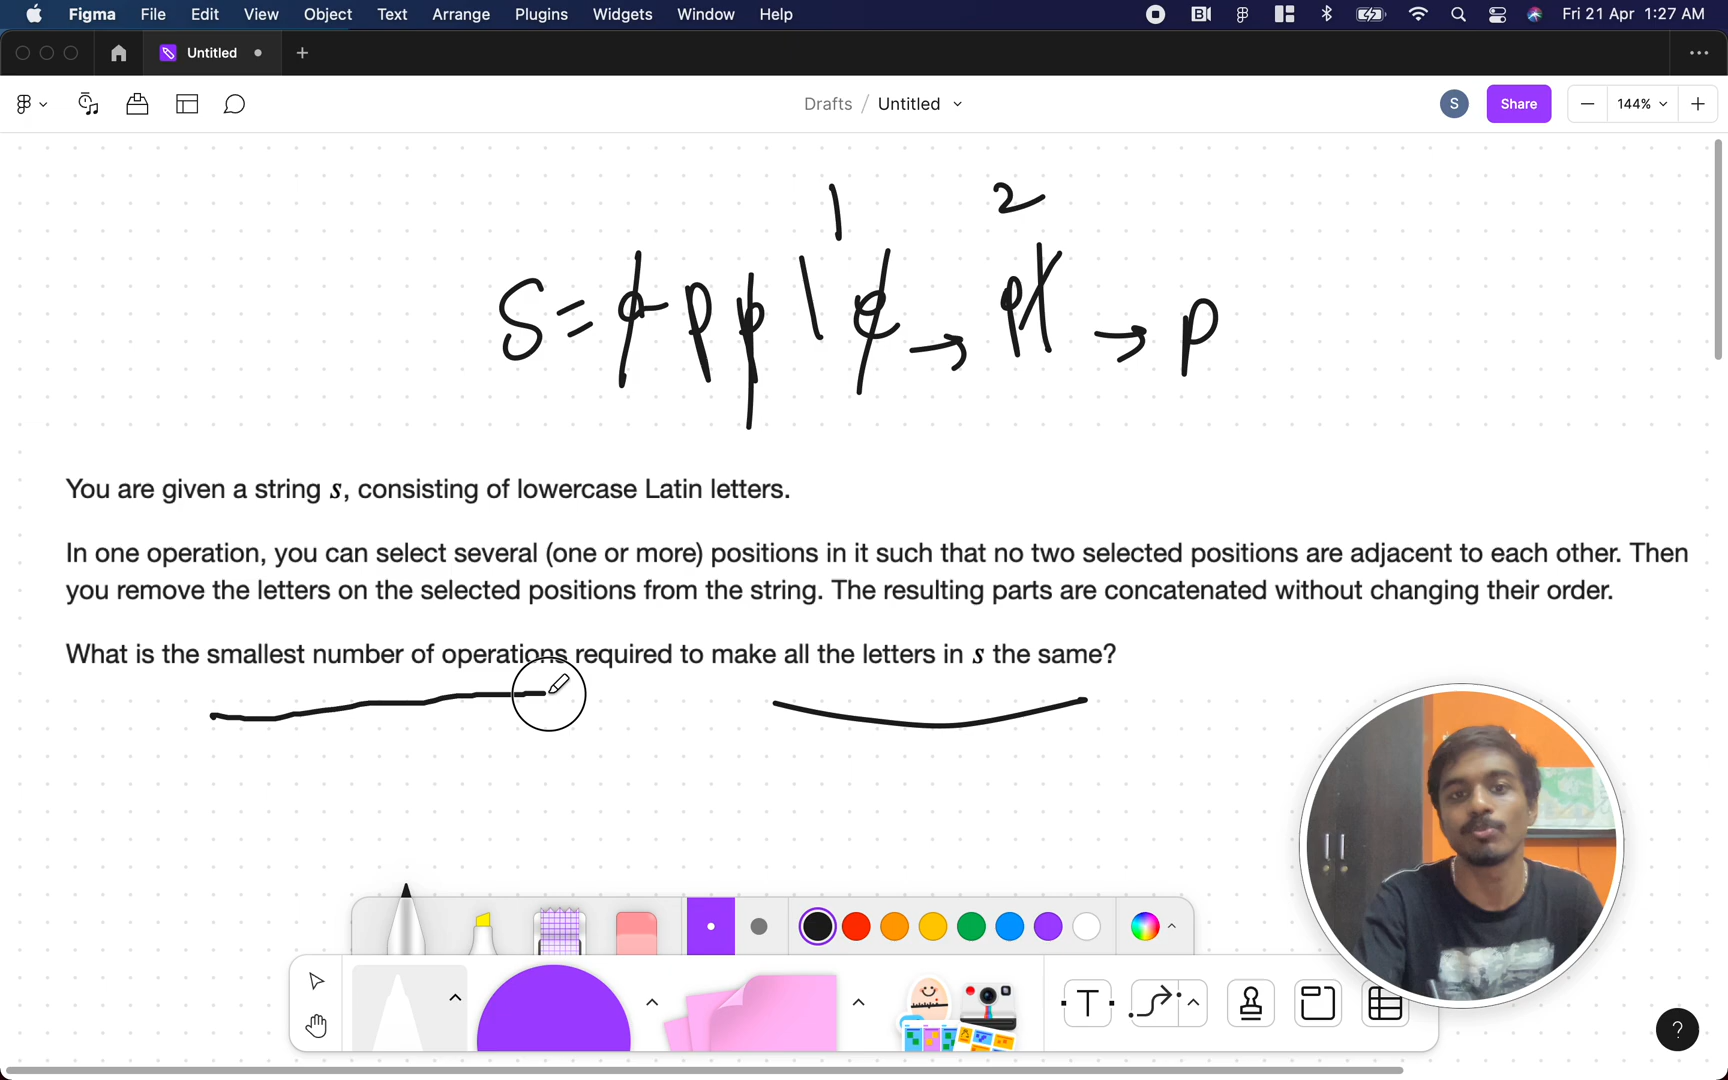 Figma File Edit View Object Text Arrange Plugins Widgets Window Help Fri 21 Apr 1:27 AM
Untitled
Drafts / Untitled S Share 144%
1 2
S = a p p l e → pl → p
You are given a string s, consisting of lowercase Latin letters.
In one operation, you can select several (one or more) positions in it such that no two selected positions are adjacent to each other. Then
you remove the letters on the selected positions from the string. The resulting parts are concatenated without changing their order.
What is the smallest number of operations required to make all the letters in s the same?
T
?